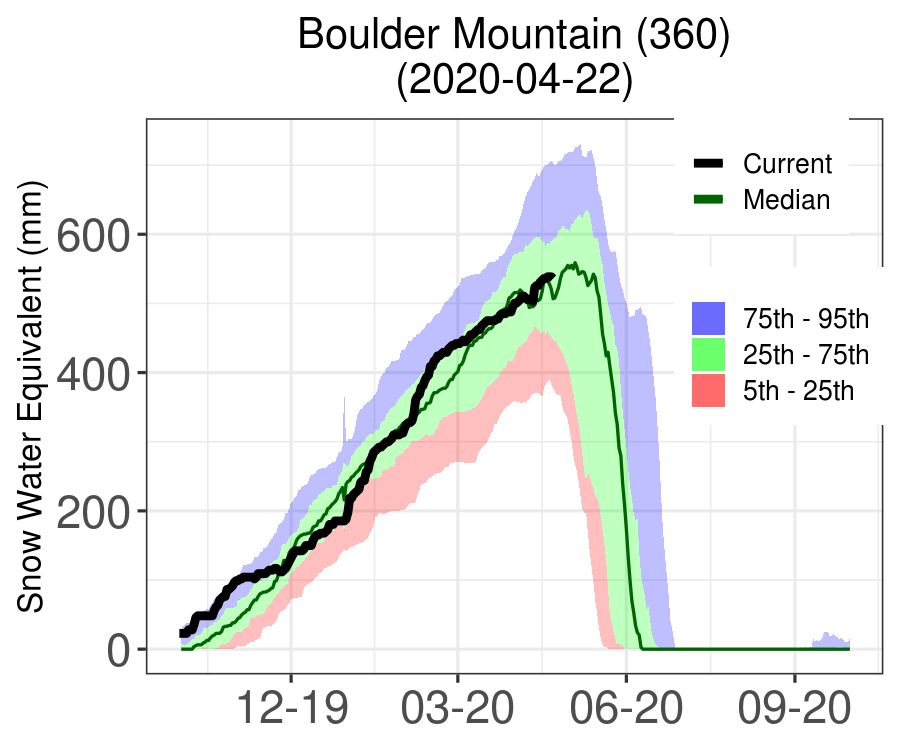 Boulder Mountain (360)
(2020-04-22)
Snow Water Equivalent (mm)
600
400
200
0
12-19
03-20
06-20
09-20
Current
Median
75th - 95th
25th - 75th
5th - 25th